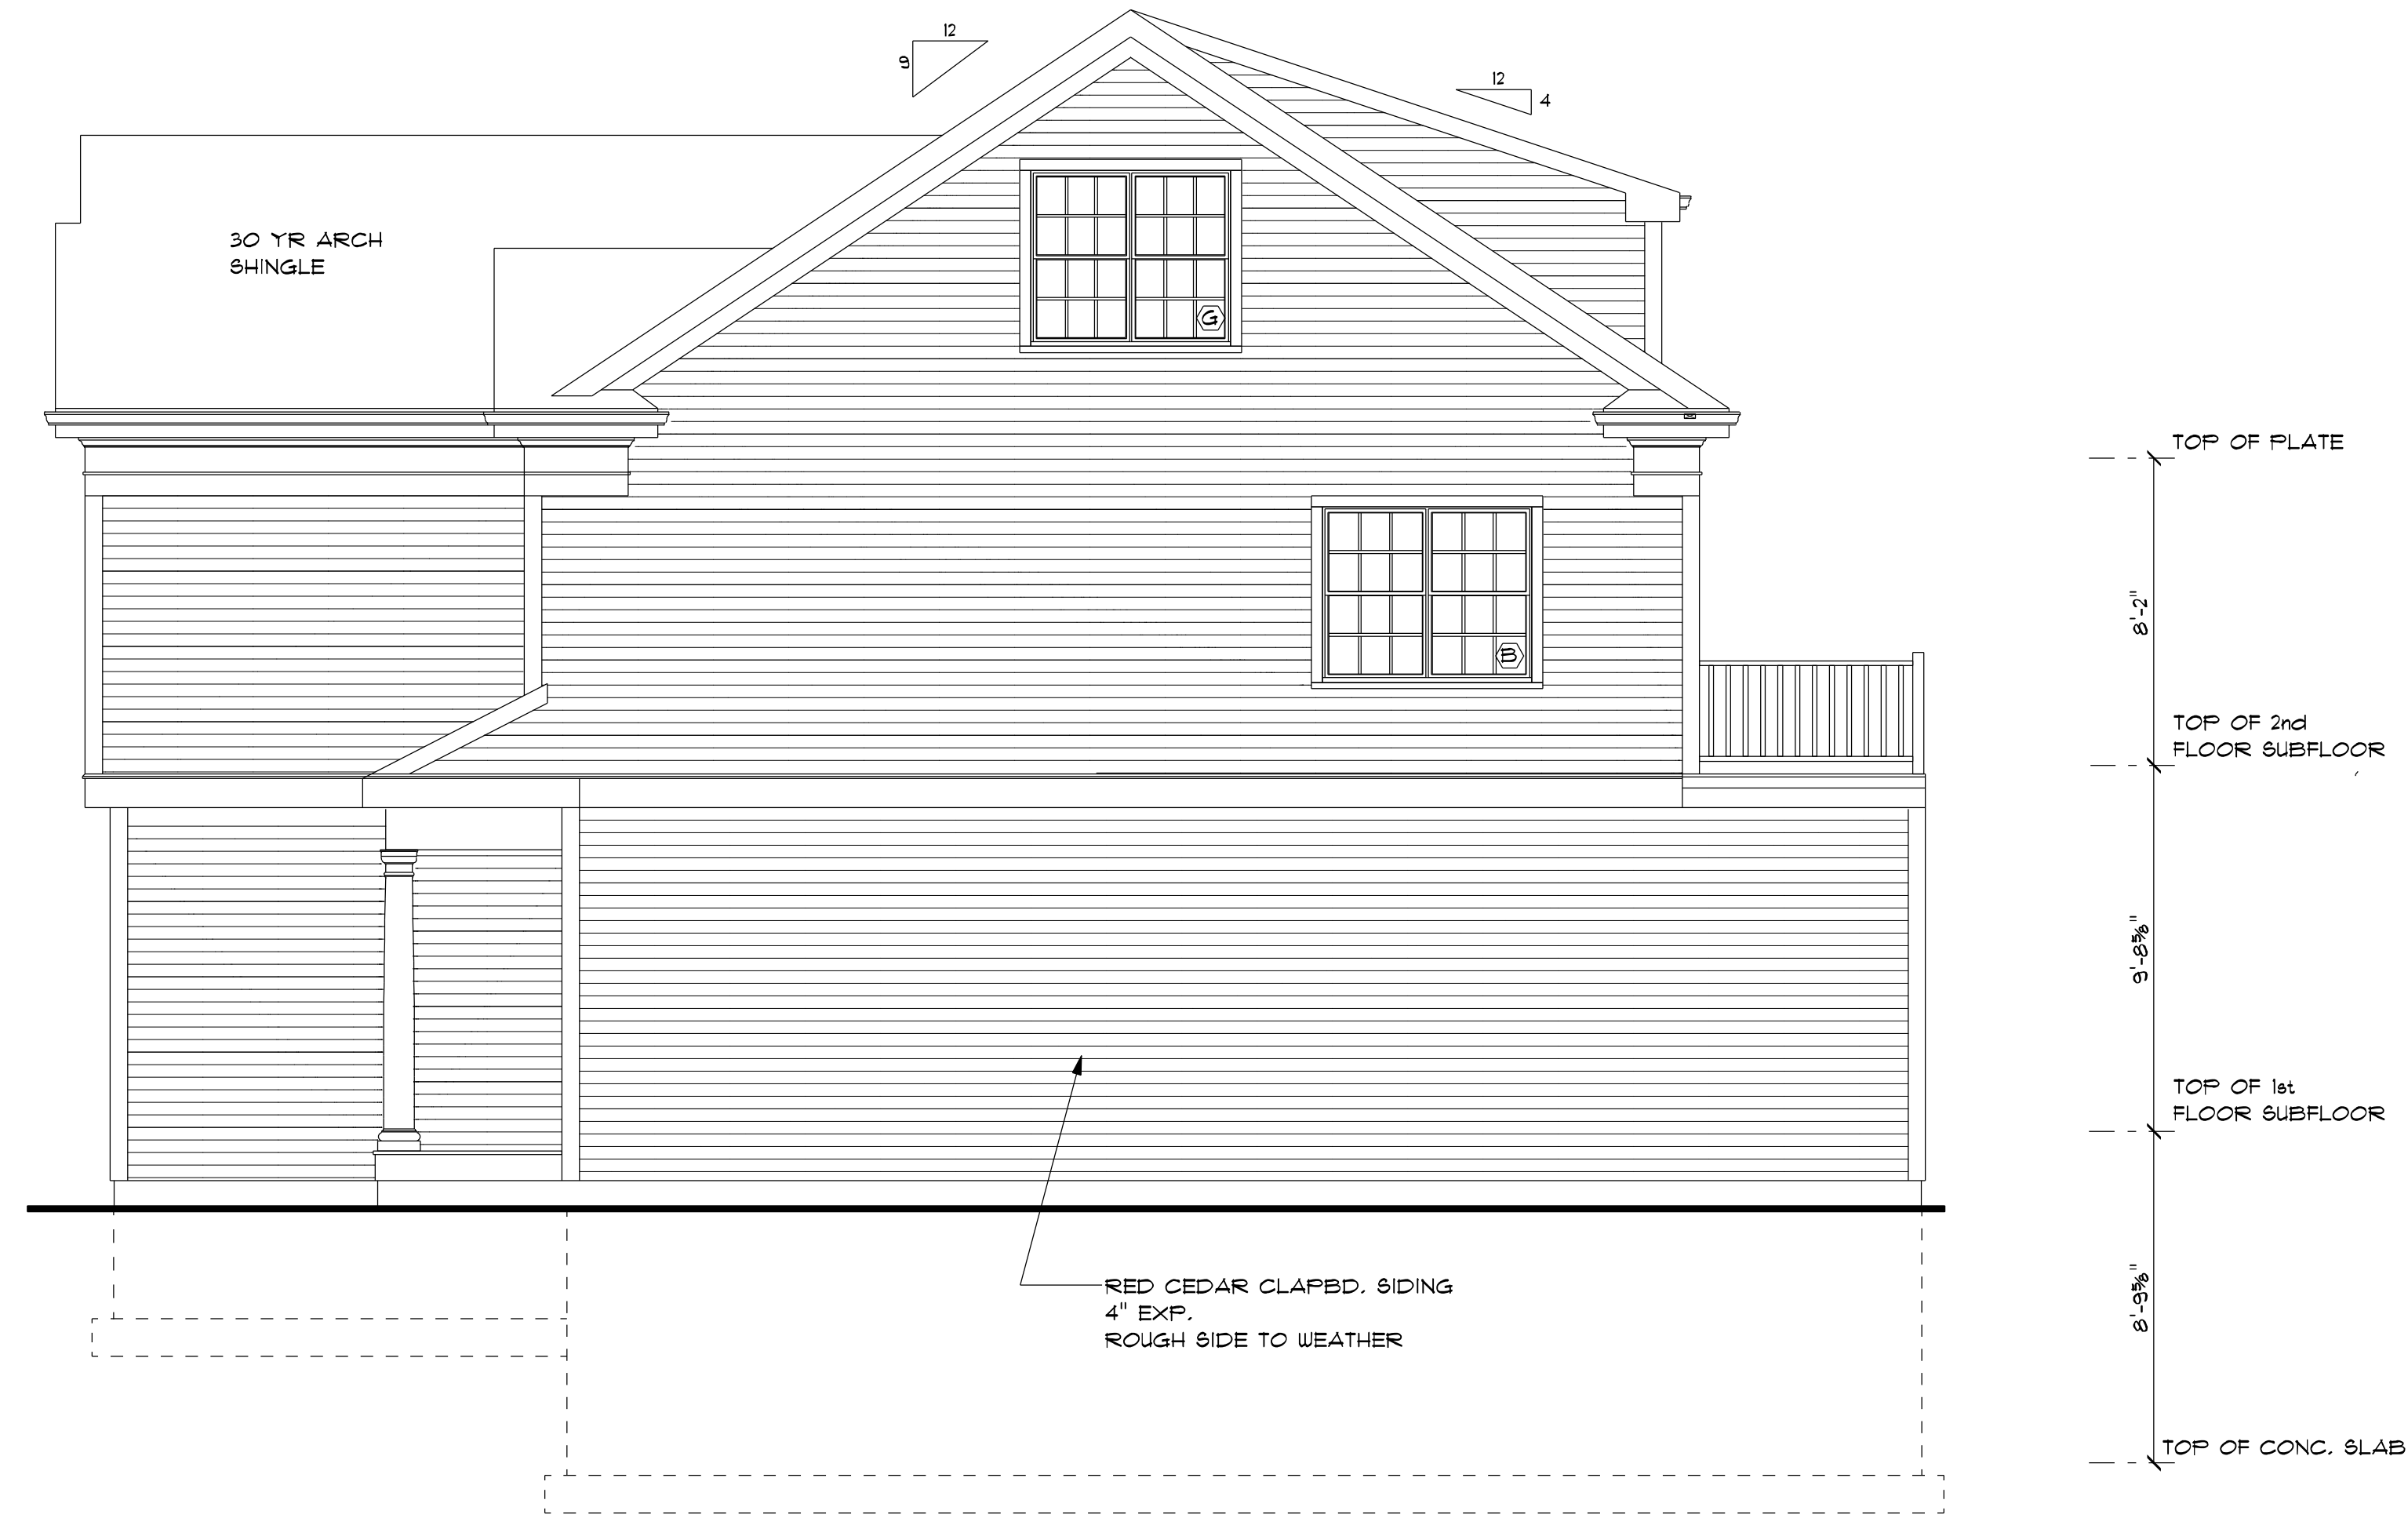 12
9
12
4
30 YR ARCH
SHINGLE
G
TOP OF PLATE
8'-2"
B
TOP OF 2nd
FLOOR SUBFLOOR
9'-8⅝"
TOP OF 1st
FLOOR SUBFLOOR
8'-9⅝"
RED CEDAR CLAPBD. SIDING
4" EXP.
ROUGH SIDE TO WEATHER
TOP OF CONC. SLAB